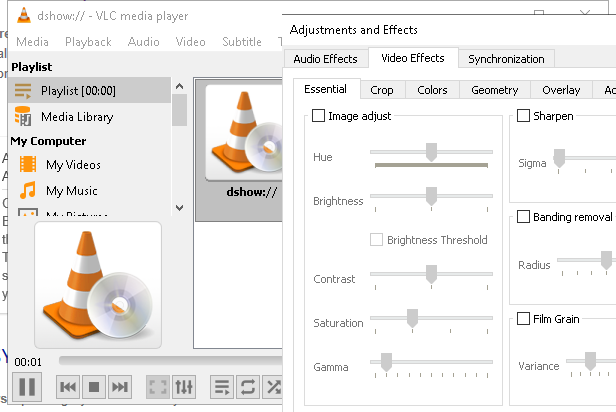 dshow:// - VLC media player
Media Playback Audio Video Subtitle
Playlist
Playlist [00:00]
Media Library
My Computer
My Videos
My Music
My Pictures
dshow://
00:01
Adjustments and Effects
Audio Effects Video Effects Synchronization
Essential Crop Colors Geometry Overlay
Image adjust
Hue
Brightness
Brightness Threshold
Contrast
Saturation
Gamma
Sharpen
Sigma
Banding removal
Radius
Film Grain
Variance